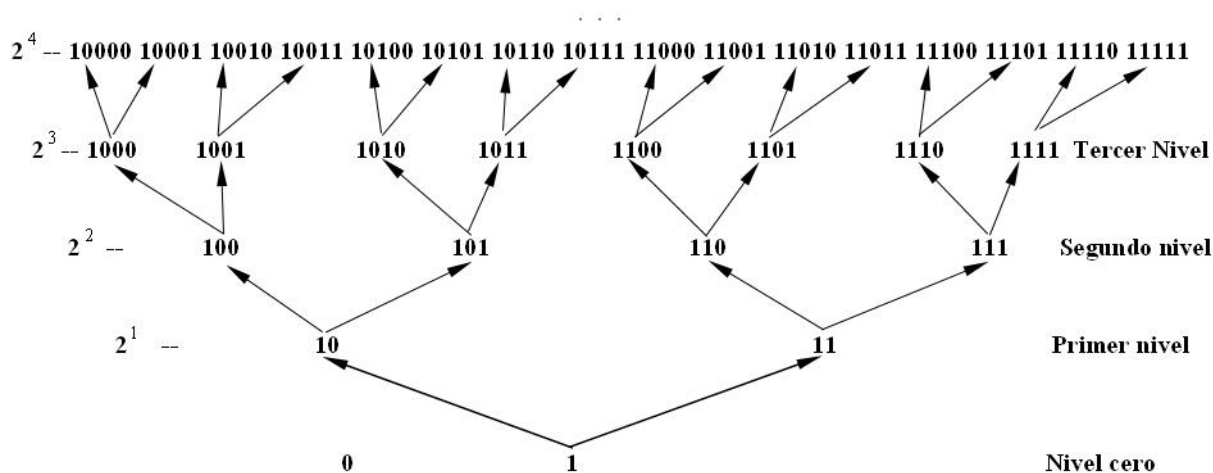 . . .
2^4 -- 10000 10001 10010 10011 10100 10101 10110 10111 11000 11001 11010 11011 11100 11101 11110 11111
2^3 -- 1000 1001 1010 1011 1100 1101 1110 1111 Tercer Nivel
2^2 -- 100 101 110 111 Segundo nivel
2^1 -- 10 11 Primer nivel
0 1 Nivel cero